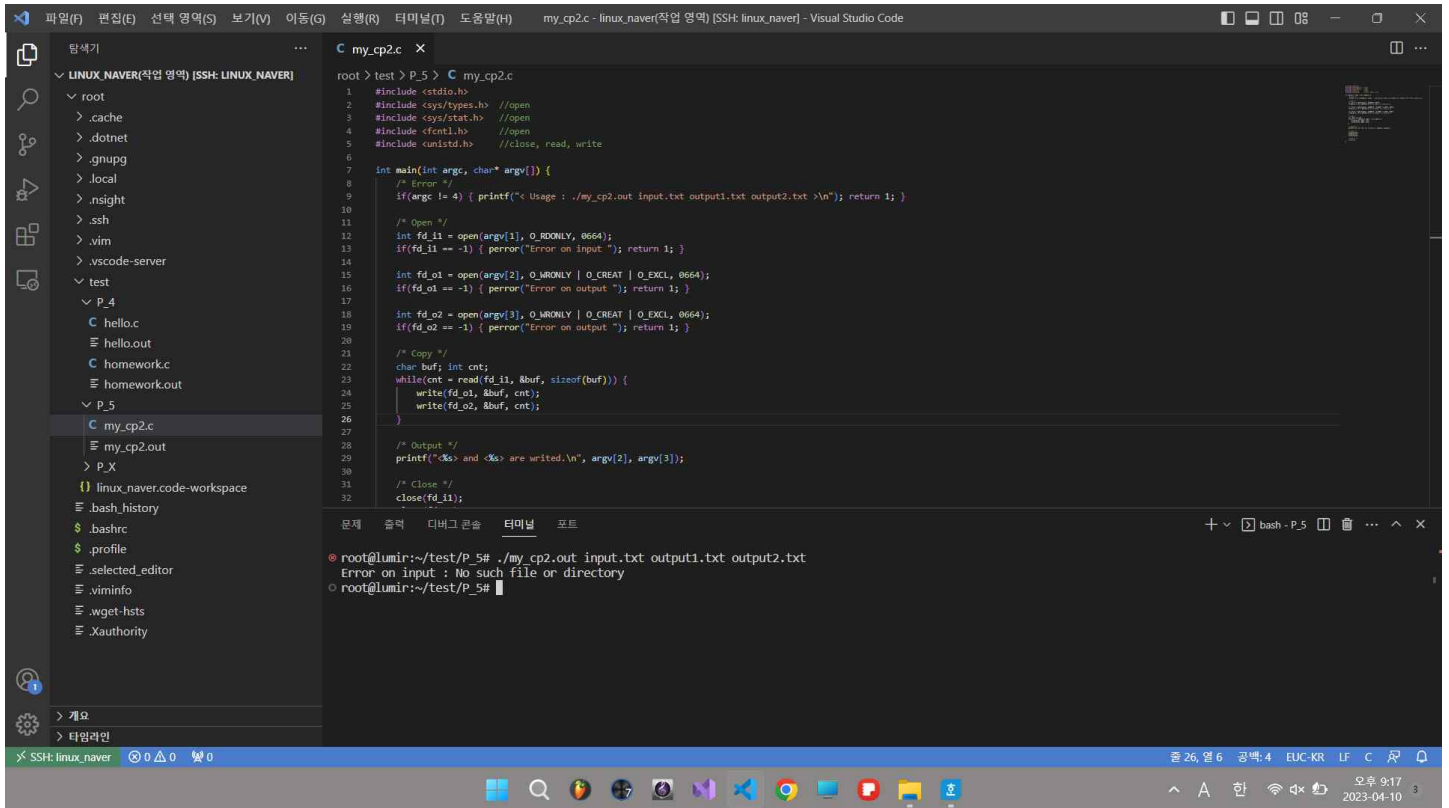 파일(F) 편집(E) 선택 영역(S) 보기(V) 이동(G) 실행(R) 터미널(T) 도움말(H) my_cp2.c - linux_naver(작업 영역) [SSH: linux_naver] - Visual Studio Code
탐색기
LINUX_NAVER(작업 영역) [SSH: LINUX_NAVER]
root
.cache
.dotnet
.gnupg
.local
.nsight
.ssh
.vim
.vscode-server
test
P_4
C hello.c
hello.out
C homework.c
homework.out
P_5
C my_cp2.c
my_cp2.out
P_X
{} linux_naver.code-workspace
.bash_history
$ .bashrc
$ .profile
.selected_editor
.viminfo
.wget-hsts
.Xauthority
개요
타임라인
C my_cp2.c
root > test > P_5 > C my_cp2.c
1 #include <stdio.h>
2 #include <sys/types.h> //open
3 #include <sys/stat.h> //open
4 #include <fcntl.h> //open
5 #include <unistd.h> //close, read, write
6
7 int main(int argc, char* argv[]) {
8 /* Error */
9 if(argc != 4) { printf("< Usage : ./my_cp2.out input.txt output1.txt output2.txt >\n"); return 1; }
10
11 /* Open */
12 int fd_i1 = open(argv[1], O_RDONLY, 0664);
13 if(fd_i1 == -1) { perror("Error on input "); return 1; }
14
15 int fd_o1 = open(argv[2], O_WRONLY | O_CREAT | O_EXCL, 0664);
16 if(fd_o1 == -1) { perror("Error on output "); return 1; }
17
18 int fd_o2 = open(argv[3], O_WRONLY | O_CREAT | O_EXCL, 0664);
19 if(fd_o2 == -1) { perror("Error on output "); return 1; }
20
21 /* Copy */
22 char buf; int cnt;
23 while(cnt = read(fd_i1, &buf, sizeof(buf))) {
24 write(fd_o1, &buf, cnt);
25 write(fd_o2, &buf, cnt);
26 }
27
28 /* Output */
29 printf("<%s> and <%s> are writed.\n", argv[2], argv[3]);
30
31 /* Close */
32 close(fd_i1);
문제 출력 디버그 콘솔 터미널 포트
bash - P_5
root@lumir:~/test/P_5# ./my_cp2.out input.txt output1.txt output2.txt
Error on input : No such file or directory
root@lumir:~/test/P_5#
1
SSH: linux_naver 0 0 0
줄 26, 열 6 공백: 4 EUC-KR LF C
A 한 오후 9:17
2023-04-10 3